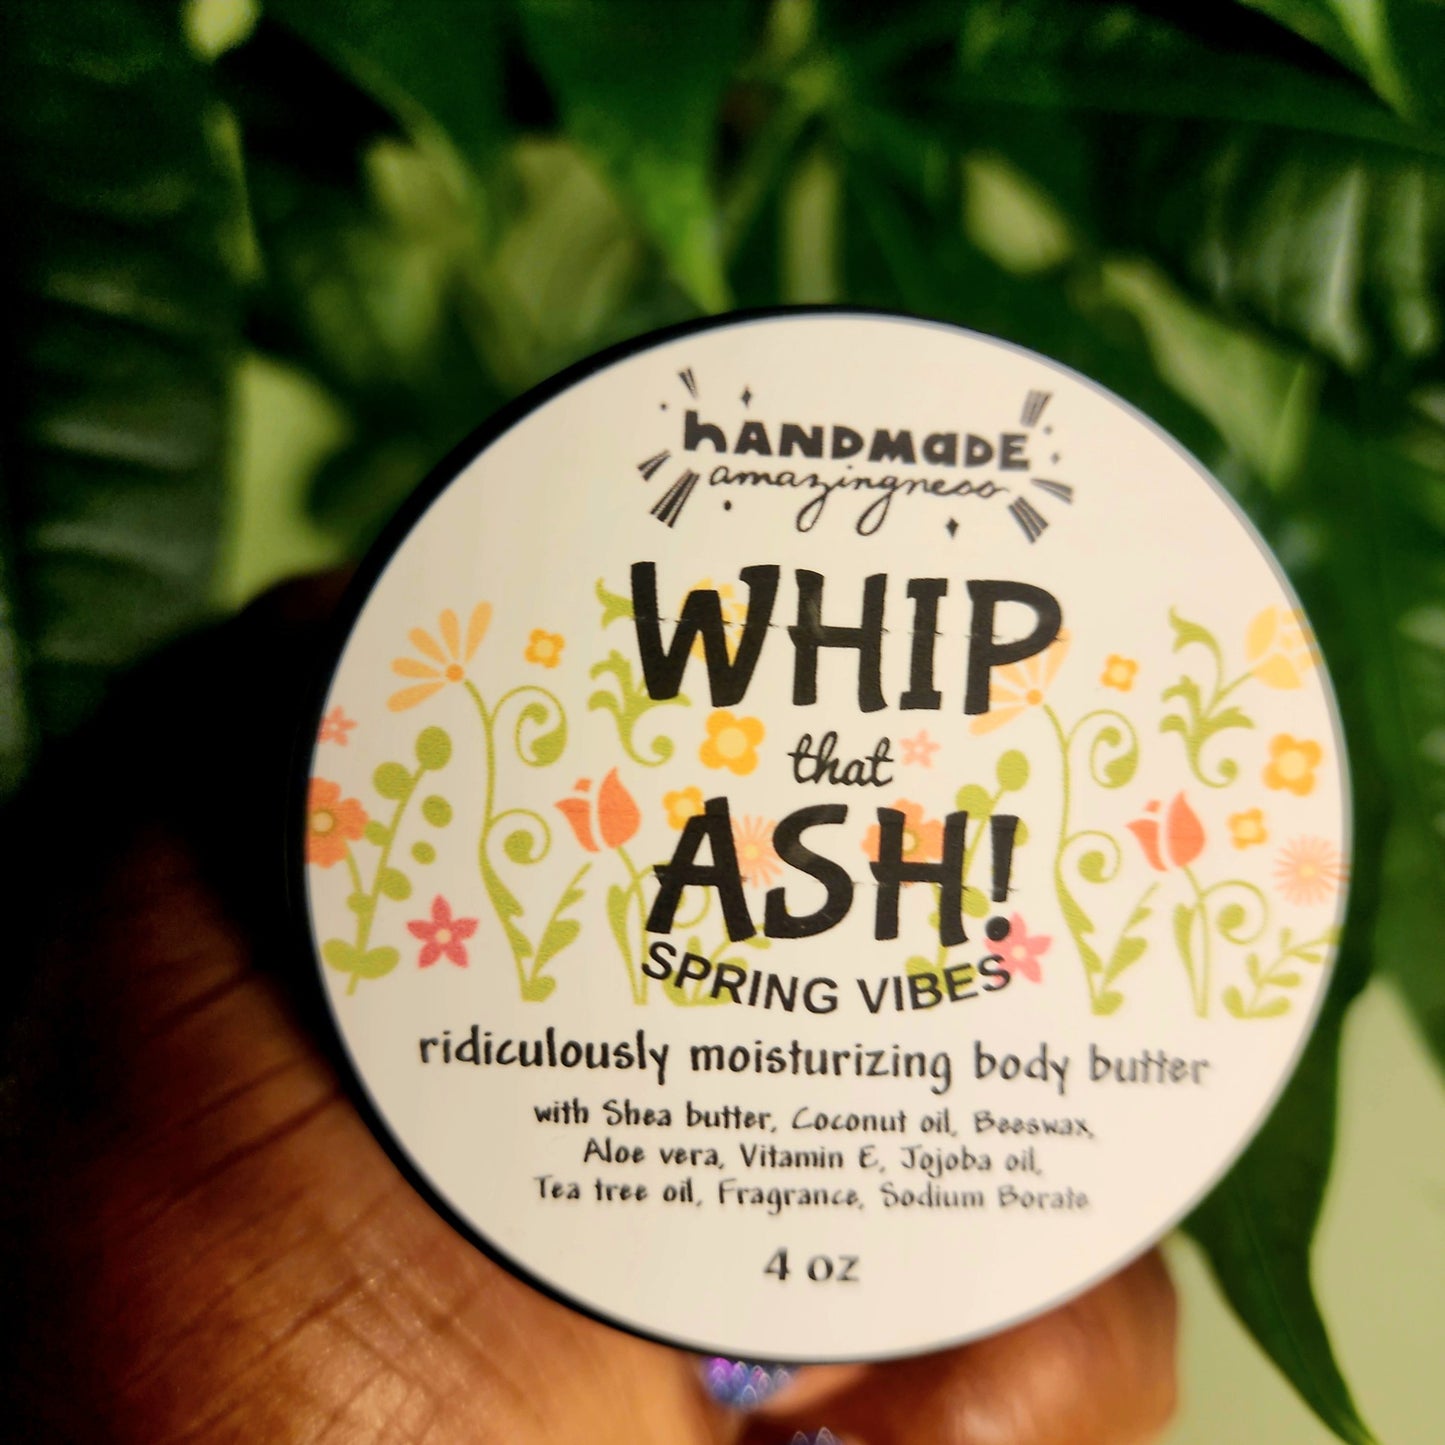 hANDMaDE
amazingness
WHIP
that
ASH!
SPRING VIBES
ridiculously moisturizing body butter
with Shea butter, Coconut oil, Beeswax,
Aloe vera, Vitamin E, Jojoba oil,
Tea tree oil, Fragrance, Sodium Borate
4 oz